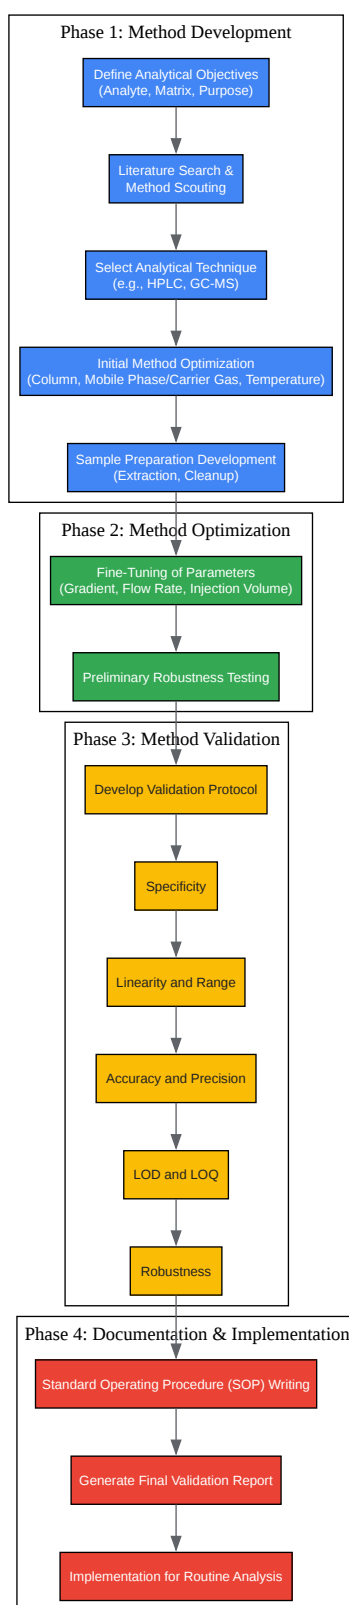 Phase 1: Method Development
Define Analytical Objectives
(Analyte, Matrix, Purpose)
Literature Search &
Method Scouting
Select Analytical Technique
(e.g., HPLC, GC-MS)
Initial Method Optimization
(Column, Mobile Phase/Carrier Gas, Temperature)
Sample Preparation Development
(Extraction, Cleanup)
Phase 2: Method Optimization
Fine-Tuning of Parameters
(Gradient, Flow Rate, Injection Volume)
Preliminary Robustness Testing
Phase 3: Method Validation
Develop Validation Protocol
Specificity
Linearity and Range
Accuracy and Precision
LOD and LOQ
Robustness
Phase 4: Documentation & Implementation
Standard Operating Procedure (SOP) Writing
Generate Final Validation Report
Implementation for Routine Analysis